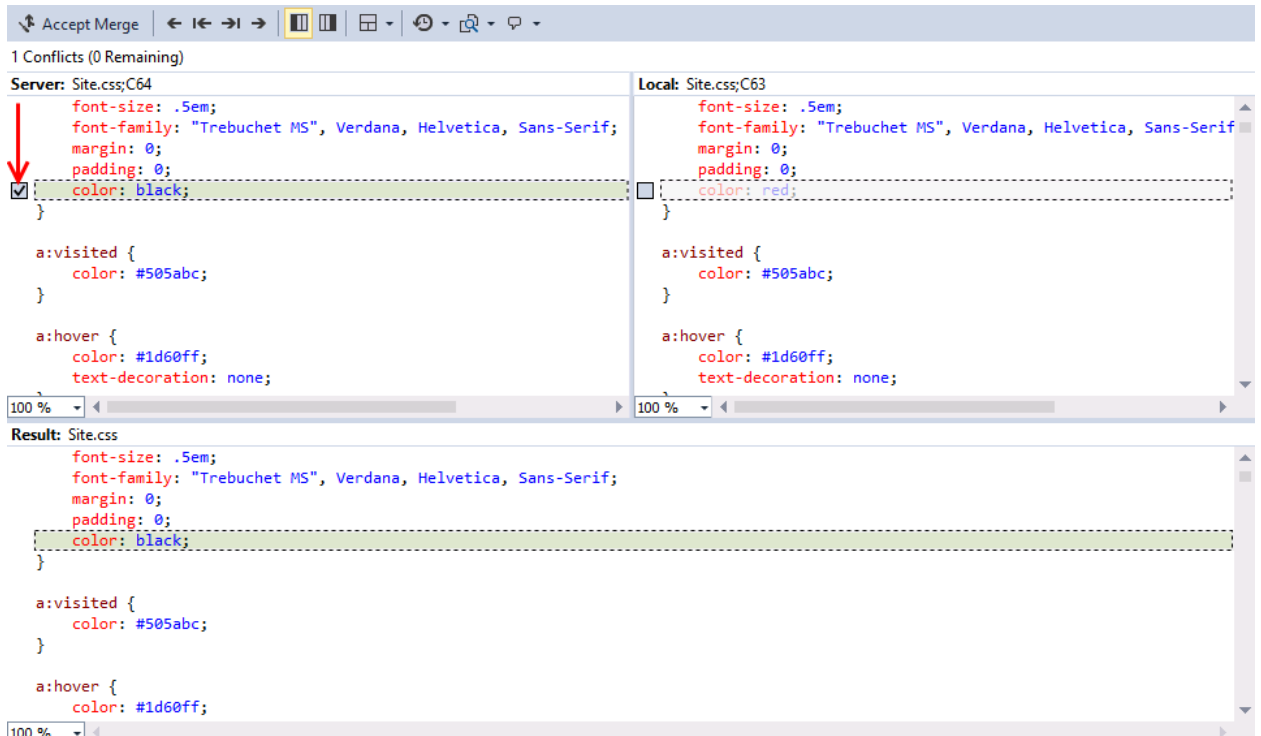 Accept Merge
1 Conflicts (0 Remaining)
Server: Site.css;C64
font-size: .5em;
font-family: "Trebuchet MS", Verdana, Helvetica, Sans-Serif;
margin: 0;
padding: 0;
color: black;
}
a:visited {
color: #505abc;
}
a:hover {
color: #1d60ff;
text-decoration: none;
100 %
Local: Site.css;C63
font-size: .5em;
font-family: "Trebuchet MS", Verdana, Helvetica, Sans-Serif
margin: 0;
padding: 0;
color: red;
}
a:visited {
color: #505abc;
}
a:hover {
color: #1d60ff;
text-decoration: none;
100 %
Result: Site.css
font-size: .5em;
font-family: "Trebuchet MS", Verdana, Helvetica, Sans-Serif;
margin: 0;
padding: 0;
color: black;
}
a:visited {
color: #505abc;
}
a:hover {
color: #1d60ff;
100 %